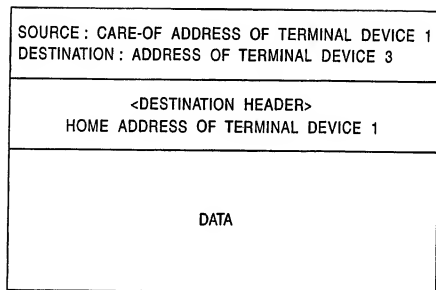 SOURCE : CARE-OF ADDRESS OF TERMINAL DEVICE 1
DESTINATION : ADDRESS OF TERMINAL DEVICE 3
<DESTINATION HEADER>
HOME ADDRESS OF TERMINAL DEVICE 1
DATA